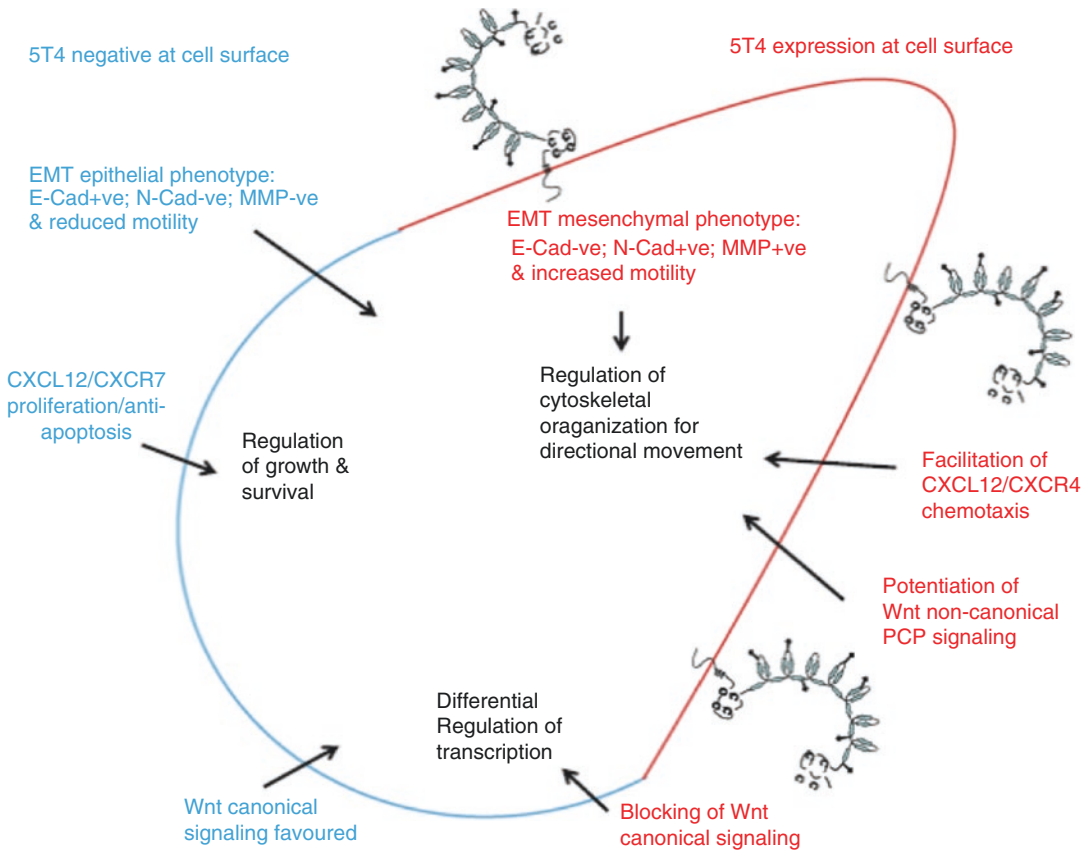 5T4 negative at cell surface
5T4 expression at cell surface
EMT epithelial phenotype:
E-Cad+ve; N-Cad-ve; MMP-ve
& reduced motility
EMT mesenchymal phenotype:
E-Cad-ve; N-Cad+ve; MMP+ve
& increased motility
CXCL12/CXCR7
proliferation/anti-
apoptosis
Regulation
of growth &
survival
Regulation of
cytoskeletal
oraganization for
directional movement
Facilitation of
CXCL12/CXCR4
chemotaxis
Potentiation of
Wnt non-canonical
PCP signaling
Differential
Regulation of
transcription
Wnt canonical
signaling favoured
Blocking of Wnt
canonical signaling